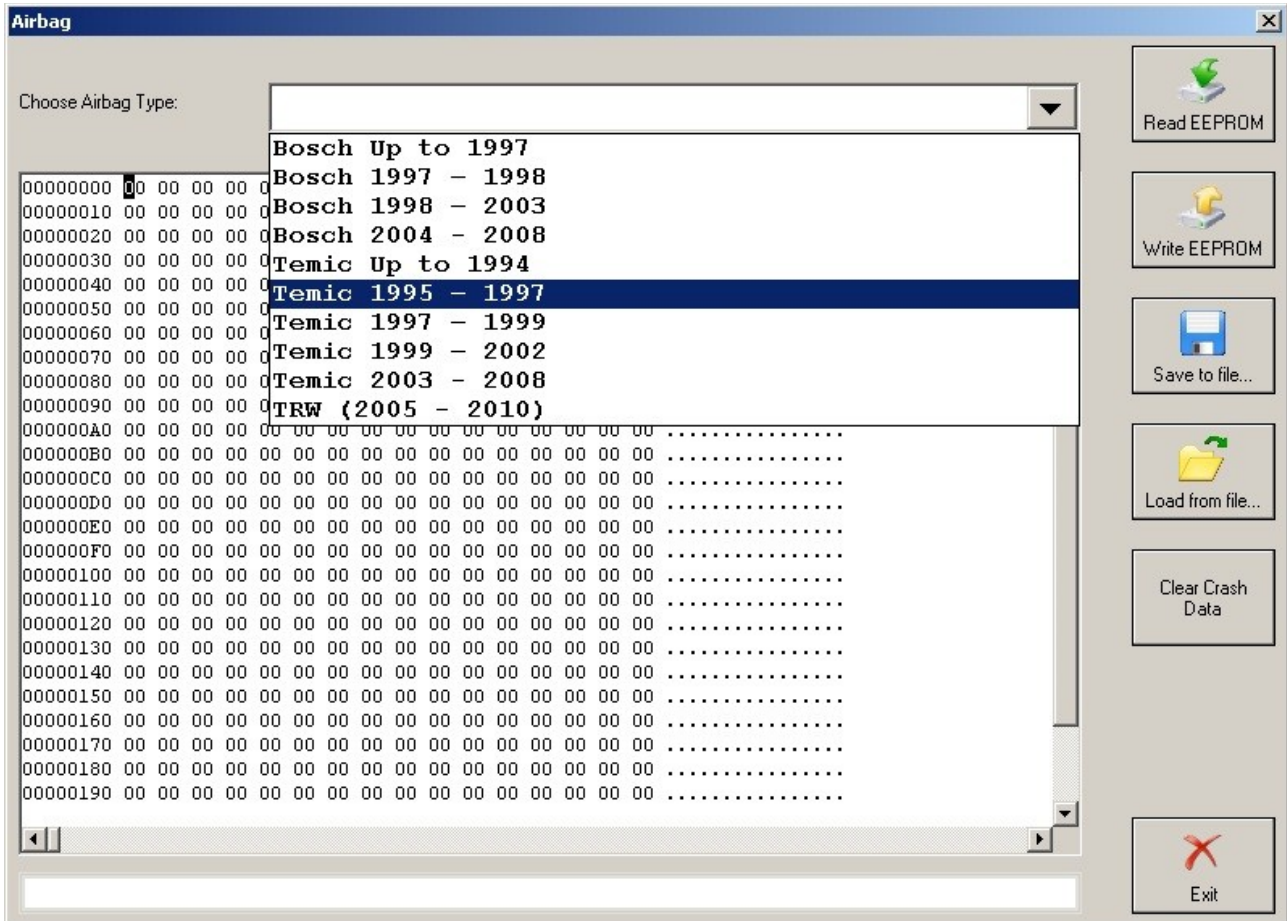 Airbag
Choose Airbag Type:
Bosch Up to 1997
Bosch 1997 – 1998
Bosch 1998 – 2003
Bosch 2004 - 2008
Temic Up to 1994
Temic 1995 – 1997
Temic 1997 – 1999
Temic 1999 – 2002
Temic 2003 - 2008
TRW (2005 - 2010)
00000000 00 00 00 00
00000010 00 00 00 00
00000020 00 00 00 00
00000030 00 00 00 00
00000040 00 00 00 00
00000050 00 00 00 00
00000060 00 00 00 00
00000070 00 00 00 00
00000080 00 00 00 00
00000090 00 00 00 00
000000A0 00 00 00 00 00 00 00 00 00 00 00 00 00 00 00 00 ................
000000B0 00 00 00 00 00 00 00 00 00 00 00 00 00 00 00 00 ................
000000C0 00 00 00 00 00 00 00 00 00 00 00 00 00 00 00 00 ................
000000D0 00 00 00 00 00 00 00 00 00 00 00 00 00 00 00 00 ................
000000E0 00 00 00 00 00 00 00 00 00 00 00 00 00 00 00 00 ................
000000F0 00 00 00 00 00 00 00 00 00 00 00 00 00 00 00 00 ................
00000100 00 00 00 00 00 00 00 00 00 00 00 00 00 00 00 00 ................
00000110 00 00 00 00 00 00 00 00 00 00 00 00 00 00 00 00 ................
00000120 00 00 00 00 00 00 00 00 00 00 00 00 00 00 00 00 ................
00000130 00 00 00 00 00 00 00 00 00 00 00 00 00 00 00 00 ................
00000140 00 00 00 00 00 00 00 00 00 00 00 00 00 00 00 00 ................
00000150 00 00 00 00 00 00 00 00 00 00 00 00 00 00 00 00 ................
00000160 00 00 00 00 00 00 00 00 00 00 00 00 00 00 00 00 ................
00000170 00 00 00 00 00 00 00 00 00 00 00 00 00 00 00 00 ................
00000180 00 00 00 00 00 00 00 00 00 00 00 00 00 00 00 00 ................
00000190 00 00 00 00 00 00 00 00 00 00 00 00 00 00 00 00 ................
Read EEPROM
Write EEPROM
Save to file...
Load from file...
Clear Crash
Data
Exit